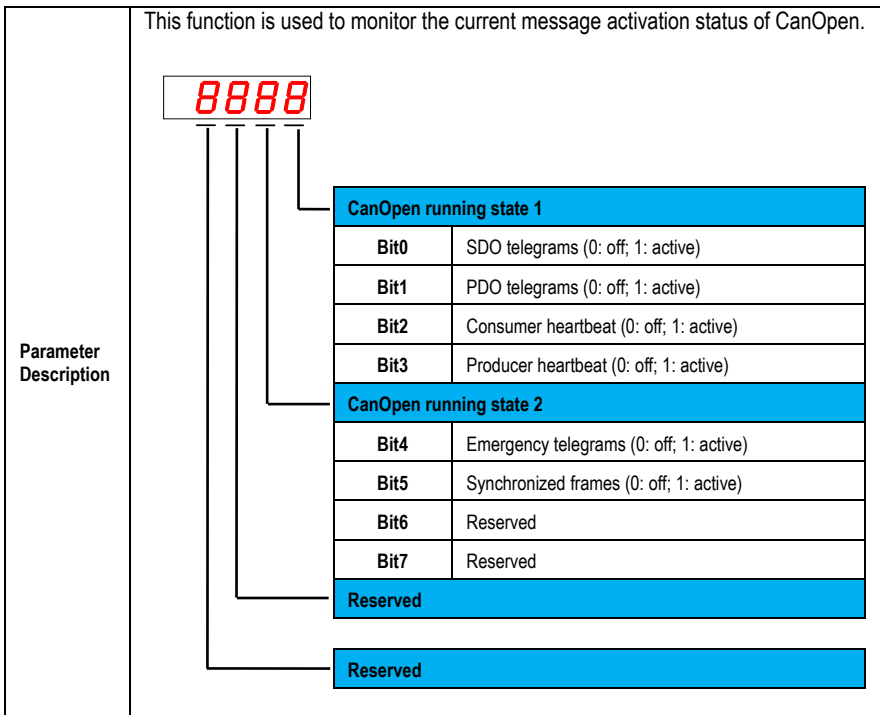 This function is used to monitor the current message activation status of CanOpen.
8888
CanOpen running state 1
Bit0 SDO telegrams (0: off; 1: active)
Bit1 PDO telegrams (0: off; 1: active)
Bit2 Consumer heartbeat (0: off; 1: active)
Parameter
Description
Bit3 Producer heartbeat (0: off; 1: active)
CanOpen running state 2
Bit4 Emergency telegrams (0: off; 1: active)
Bit5 Synchronized frames (0: off; 1: active)
Bit6 Reserved
Bit7 Reserved
Reserved
Reserved